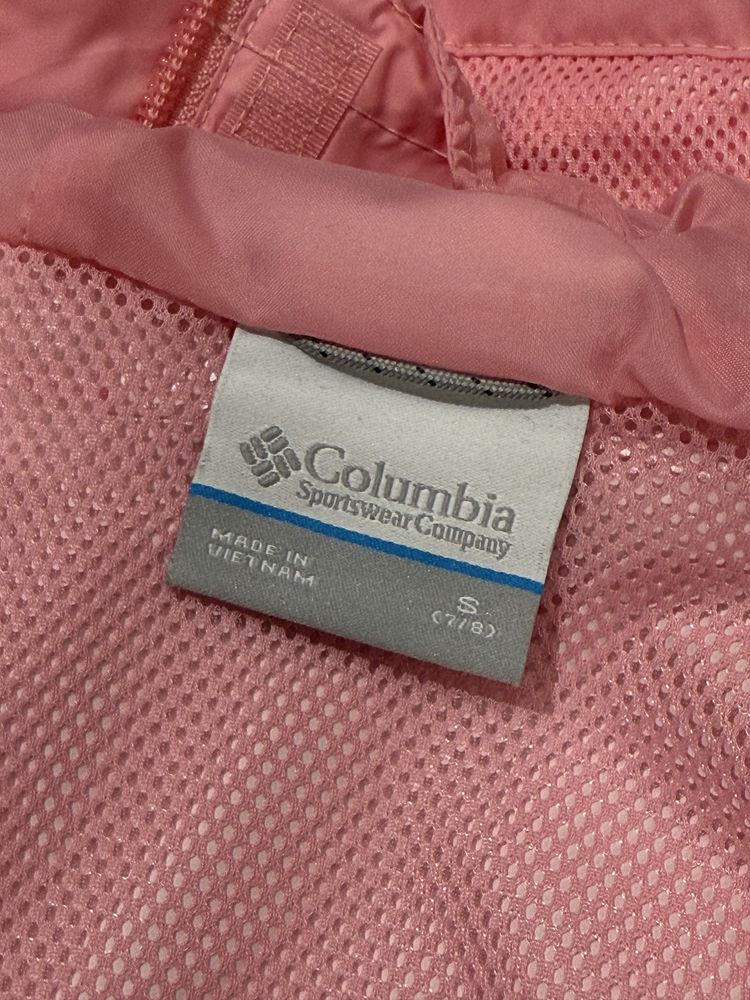 Columbia
Sportswear Company
MADE IN
VIETNAM
S
(7/8)